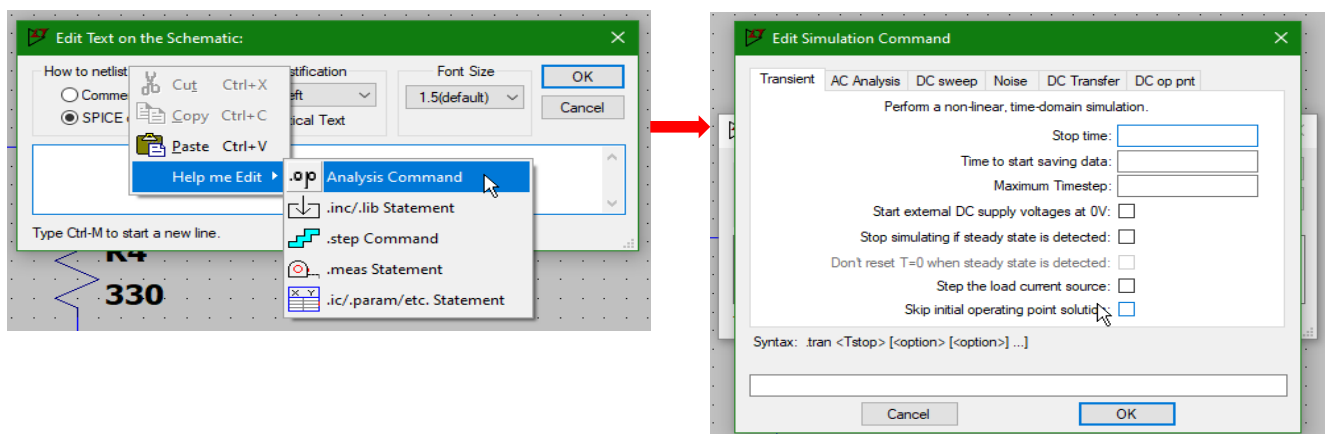 Edit Text on the Schematic:
How to netlist
stification
Font Size
OK
Comme
eft
1.5(default)
Cancel
SPICE
tical Text
Cut Ctrl+X
Copy Ctrl+C
Paste Ctrl+V
Help me Edit
.op Analysis Command
.inc/.lib Statement
.step Command
.meas Statement
X Y .ic/.param/etc. Statement
Type Ctrl-M to start a new line.
R4
330
Edit Simulation Command
Transient AC Analysis DC sweep Noise DC Transfer DC op pnt
Perform a non-linear, time-domain simulation.
Stop time:
Time to start saving data:
Maximum Timestep:
Start external DC supply voltages at 0V:
Stop simulating if steady state is detected:
Don't reset T=0 when steady state is detected:
Step the load current source:
Skip initial operating point solution:
Syntax: .tran <Tstop> [<option> [<option>] ...]
Cancel
OK